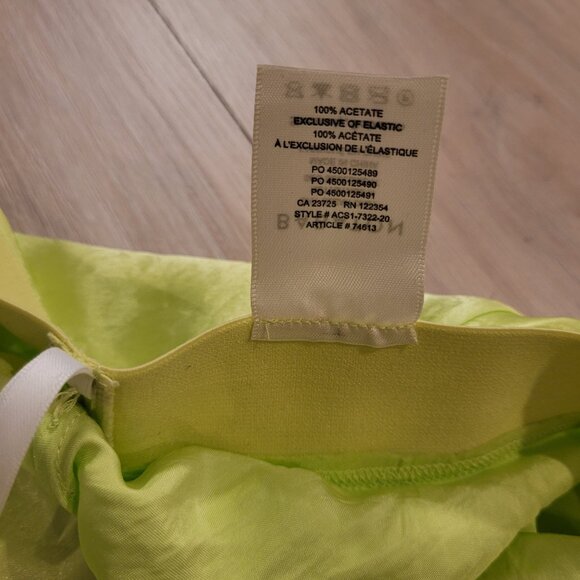 100% ACETATE
EXCLUSIVE OF ELASTIC
100% ACÉTATE
À L'EXCLUSION DE L'ÉLASTIQUE
PO 4500125489
PO 4500125490
PO 4500125491
CA 23725 RN 122354
STYLE # ACS1-7322-20
ARTICLE # 74613